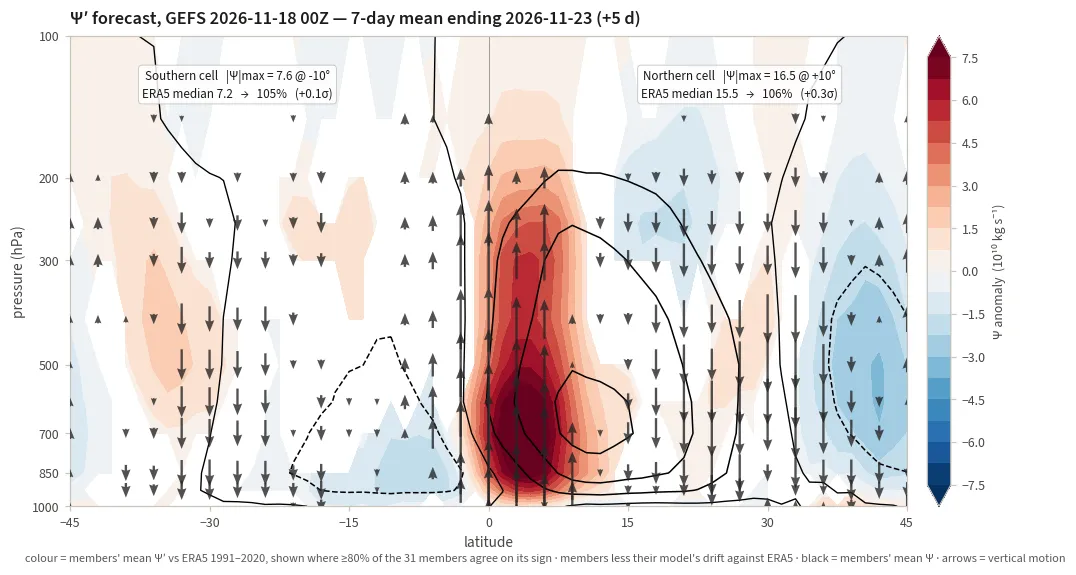 Ψ′ forecast, GEFS 2026-11-18 00Z — 7-day mean ending 2026-11-23 (+5 d)
Southern cell |Ψ|max = 7.6 @ -10°
ERA5 median 7.2 → 105% (+0.1σ)
Northern cell |Ψ|max = 16.5 @ +10°
ERA5 median 15.5 → 106% (+0.3σ)
pressure (hPa)
100
200
300
400
500
700
850
1000
−45
−30
−15
0
15
30
45
latitude
7.5
6.0
4.5
3.0
1.5
0.0
−1.5
−3.0
−4.5
−6.0
−7.5
Ψ anomaly (10¹⁰ kg s⁻¹)
colour = members' mean Ψ′ vs ERA5 1991–2020, shown where ≥80% of the 31 members agree on its sign · members less their model's drift against ERA5 · black = members' mean Ψ · arrows = vertical motion